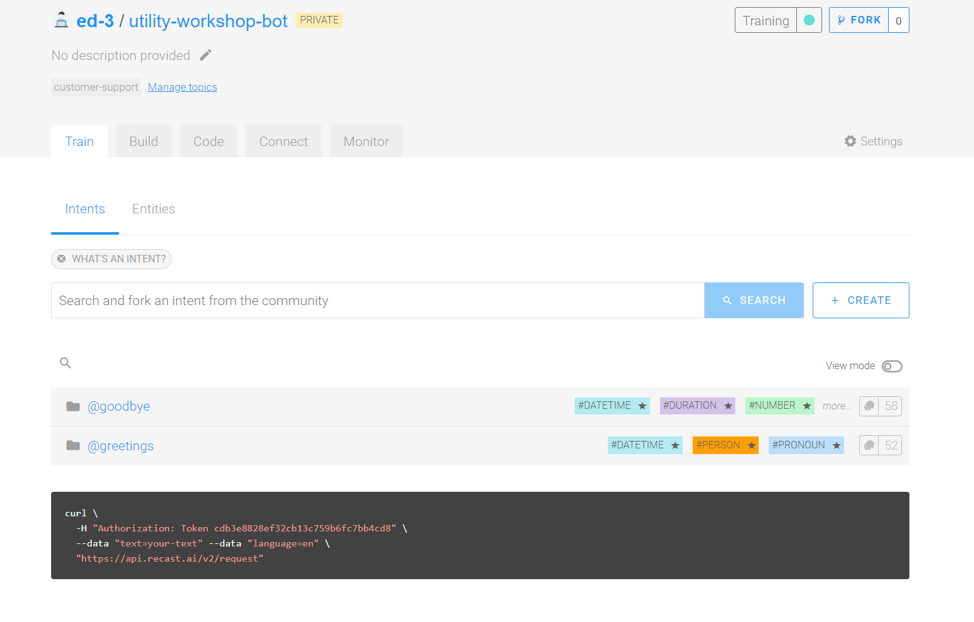 ed-3 / utility-workshop-bot PRIVATE Training FORK 0
No description provided
customer-support Manage topics
Train Build Code Connect Monitor Settings
Intents Entities
WHAT'S AN INTENT?
Search and fork an intent from the community SEARCH + CREATE
View mode
@goodbye #DATETIME #DURATION #NUMBER more... 58
@greetings #DATETIME #PERSON #PRONOUN 52
curl \
-H "Authorization: Token cdb3e8828ef32cb13c759b6fc7bb4cd8" \
--data "text=your-text" --data "language=en" \
"https://api.recast.ai/v2/request"